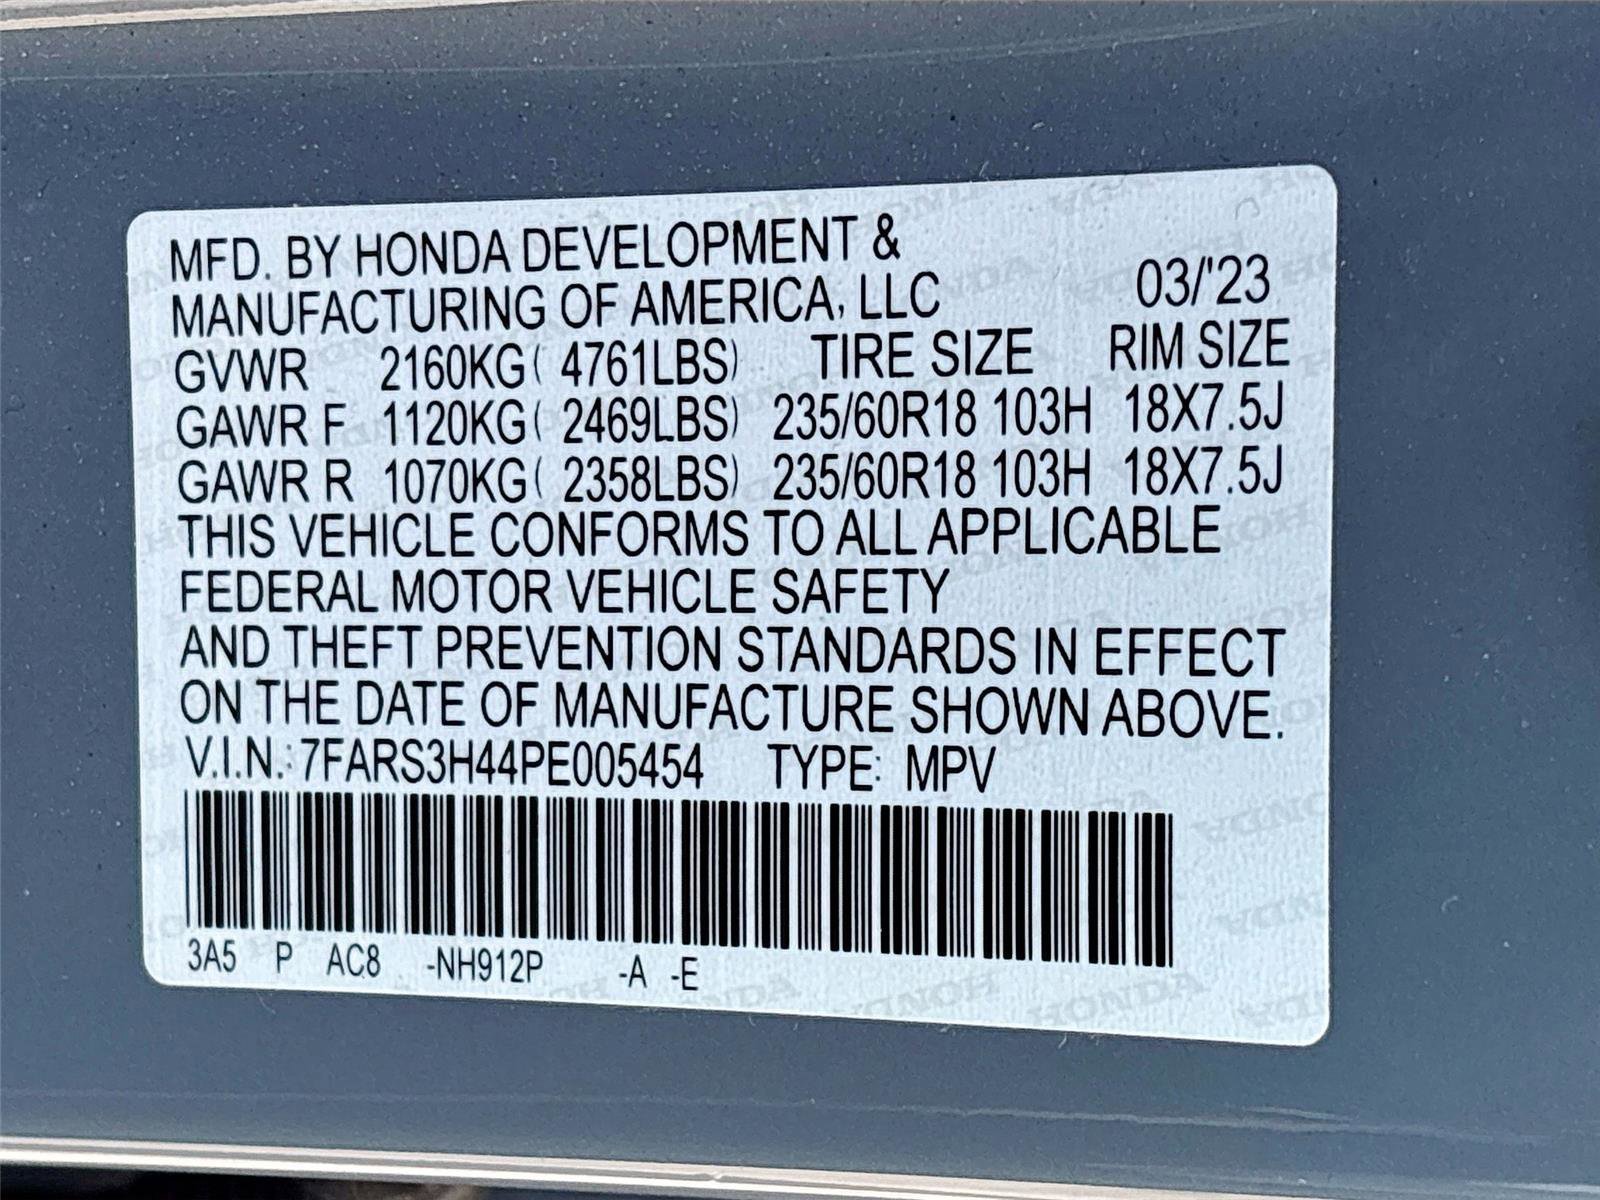 MFD. BY HONDA DEVELOPMENT &
MANUFACTURING OF AMERICA, LLC 03/'23
GVWR 2160KG( 4761LBS) TIRE SIZE RIM SIZE
GAWR F 1120KG( 2469LBS) 235/60R18 103H 18X7.5J
GAWR R 1070KG( 2358LBS) 235/60R18 103H 18X7.5J
THIS VEHICLE CONFORMS TO ALL APPLICABLE
FEDERAL MOTOR VEHICLE SAFETY
AND THEFT PREVENTION STANDARDS IN EFFECT
ON THE DATE OF MANUFACTURE SHOWN ABOVE.
V.I.N.: 7FARS3H44PE005454 TYPE: MPV
3A5 P AC8 -NH912P -A -E